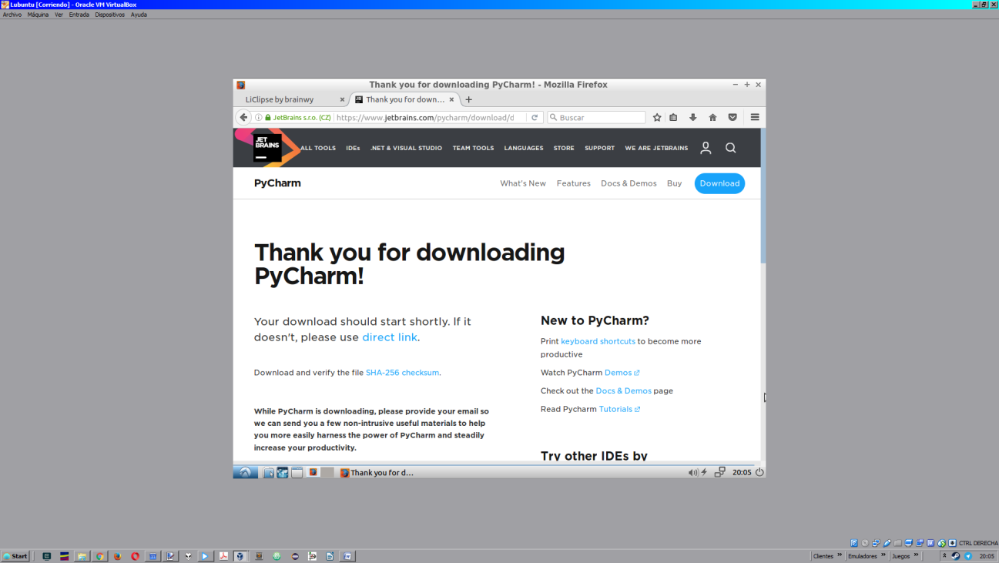 Lubuntu [Corriendo] - Oracle VM VirtualBox
Archivo Máquina Ver Entrada Dispositivos Ayuda
Thank you for downloading PyCharm! - Mozilla Firefox
LiClipse by brainwy
Thank you for down...
JetBrains s.r.o. (CZ)
https://www.jetbrains.com/pycharm/download/d
Buscar
JET
BRAINS
ALL TOOLS IDEs .NET & VISUAL STUDIO TEAM TOOLS LANGUAGES STORE SUPPORT WE ARE JETBRAINS
PyCharm
What's New Features Docs & Demos Buy Download
Thank you for downloading
PyCharm!
Your download should start shortly. If it
doesn't, please use direct link.
Download and verify the file SHA-256 checksum.
While PyCharm is downloading, please provide your email so
we can send you a few non-intrusive useful materials to help
you more easily harness the power of PyCharm and steadily
increase your productivity.
New to PyCharm?
Print keyboard shortcuts to become more
productive
Watch PyCharm Demos
Check out the Docs & Demos page
Read Pycharm Tutorials
Try other IDEs by
Thank you for d...
20:05
CTRL DERECHA
Start
Clientes
Emuladores
Juegos
20:05